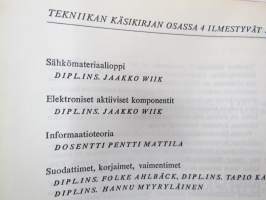 TEKNIIKAN KÄSIKIRJAN OSASSA 4 ILMESTYVÄT
Sähkömateriaalioppi
DIPL.INS. JAAKKO WIIK
Elektroniset aktiiviset komponentit
DIPL.INS. JAAKKO WIIK
Informaatioteoria
DOSENTTI PENTTI MATTILA
Suodattimet, korjaimet, vaimentimet
DIPL.INS. FOLKE AHLBÄCK, DIPL.INS. TAPIO KA
DIPL.INS. HANNU MYYRYLÄINEN